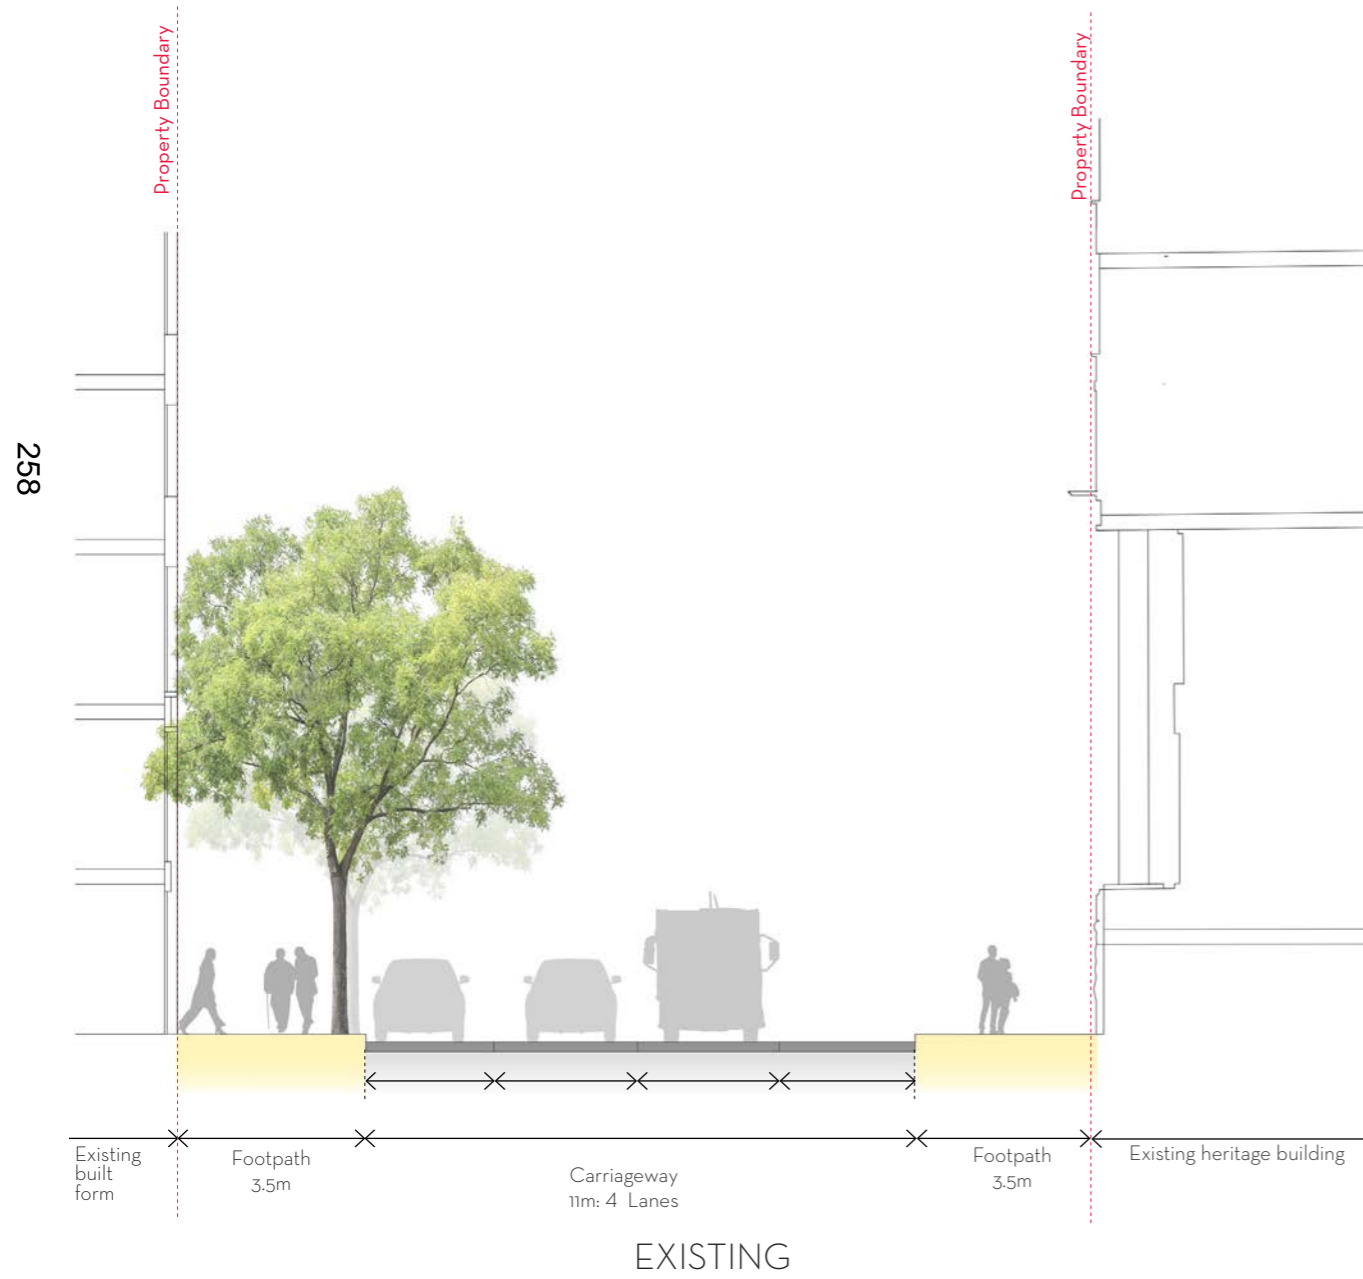 Property Boundary
Property Boundary
258
Existing
built
form
Footpath
3.5m
Carriageway
11m: 4 Lanes
Footpath
3.5m
Existing heritage building
EXISTING